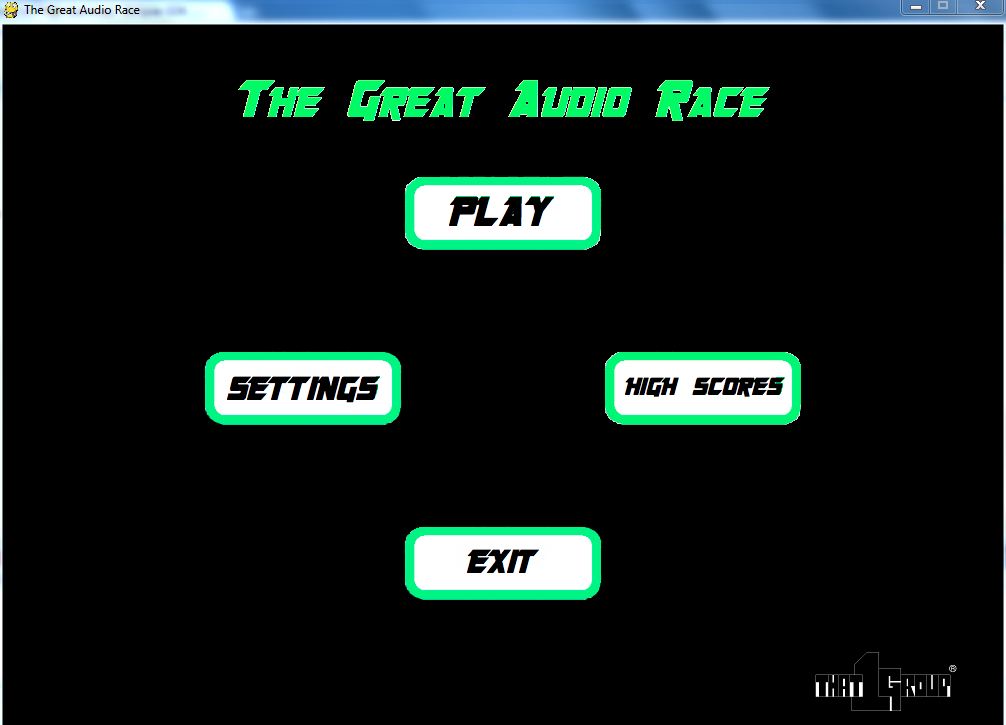 The Great Audio Race
The Great Audio Race
PLAY
SETTINGS
HIGH SCORES
EXIT
THAT 1 GROUP ®